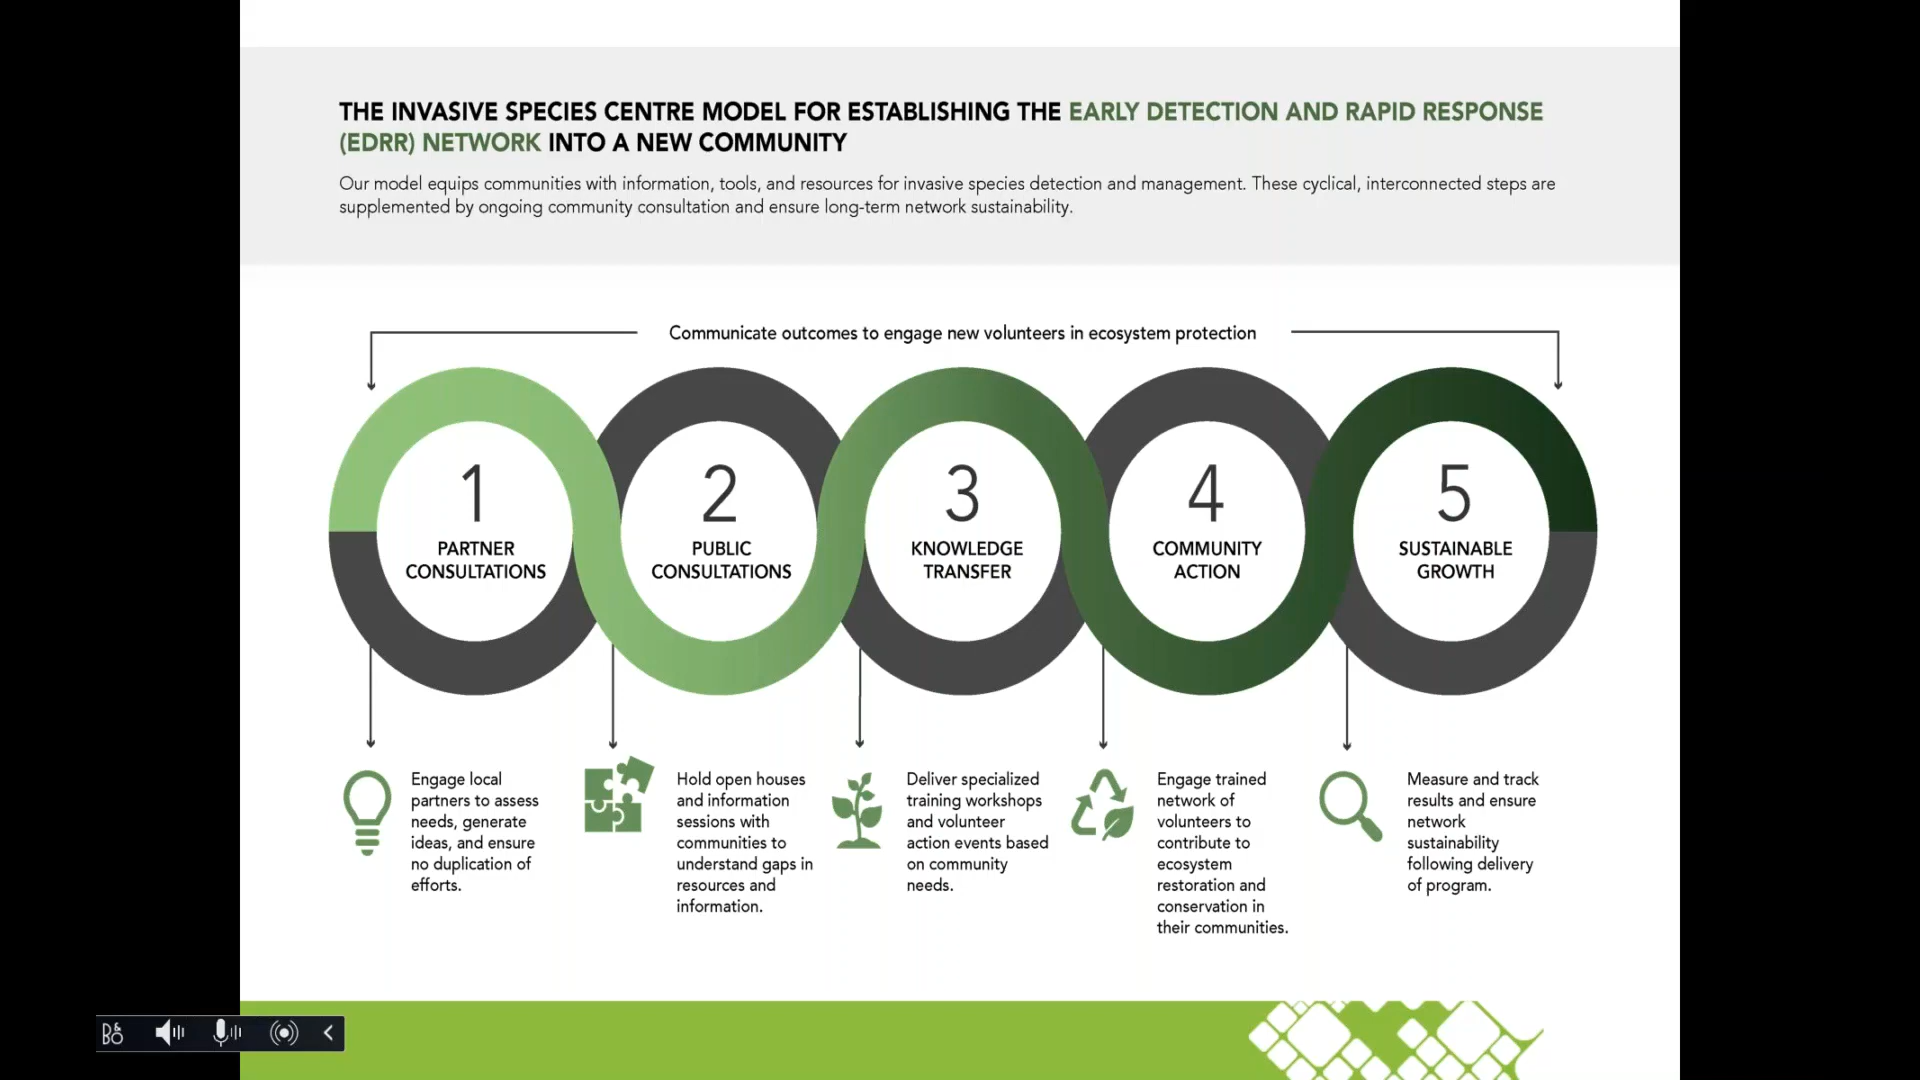 THE INVASIVE SPECIES CENTRE MODEL FOR ESTABLISHING THE EARLY DETECTION AND RAPID RESPONSE
(EDRR) NETWORK INTO A NEW COMMUNITY
Our model equips communities with information, tools, and resources for invasive species detection and management. These cyclical, interconnected steps are
supplemented by ongoing community consultation and ensure long-term network sustainability.
Communicate outcomes to engage new volunteers in ecosystem protection
1
PARTNER
CONSULTATIONS
2
PUBLIC
CONSULTATIONS
3
KNOWLEDGE
TRANSFER
4
COMMUNITY
ACTION
5
SUSTAINABLE
GROWTH
Engage local
partners to assess
needs, generate
ideas, and ensure
no duplication of
efforts.
Hold open houses
and information
sessions with
communities to
understand gaps in
resources and
information.
Deliver specialized
training workshops
and volunteer
action events based
on community
needs.
Engage trained
network of
volunteers to
contribute to
ecosystem
restoration and
conservation in
their communities.
Measure and track
results and ensure
network
sustainability
following delivery
of program.
B&O